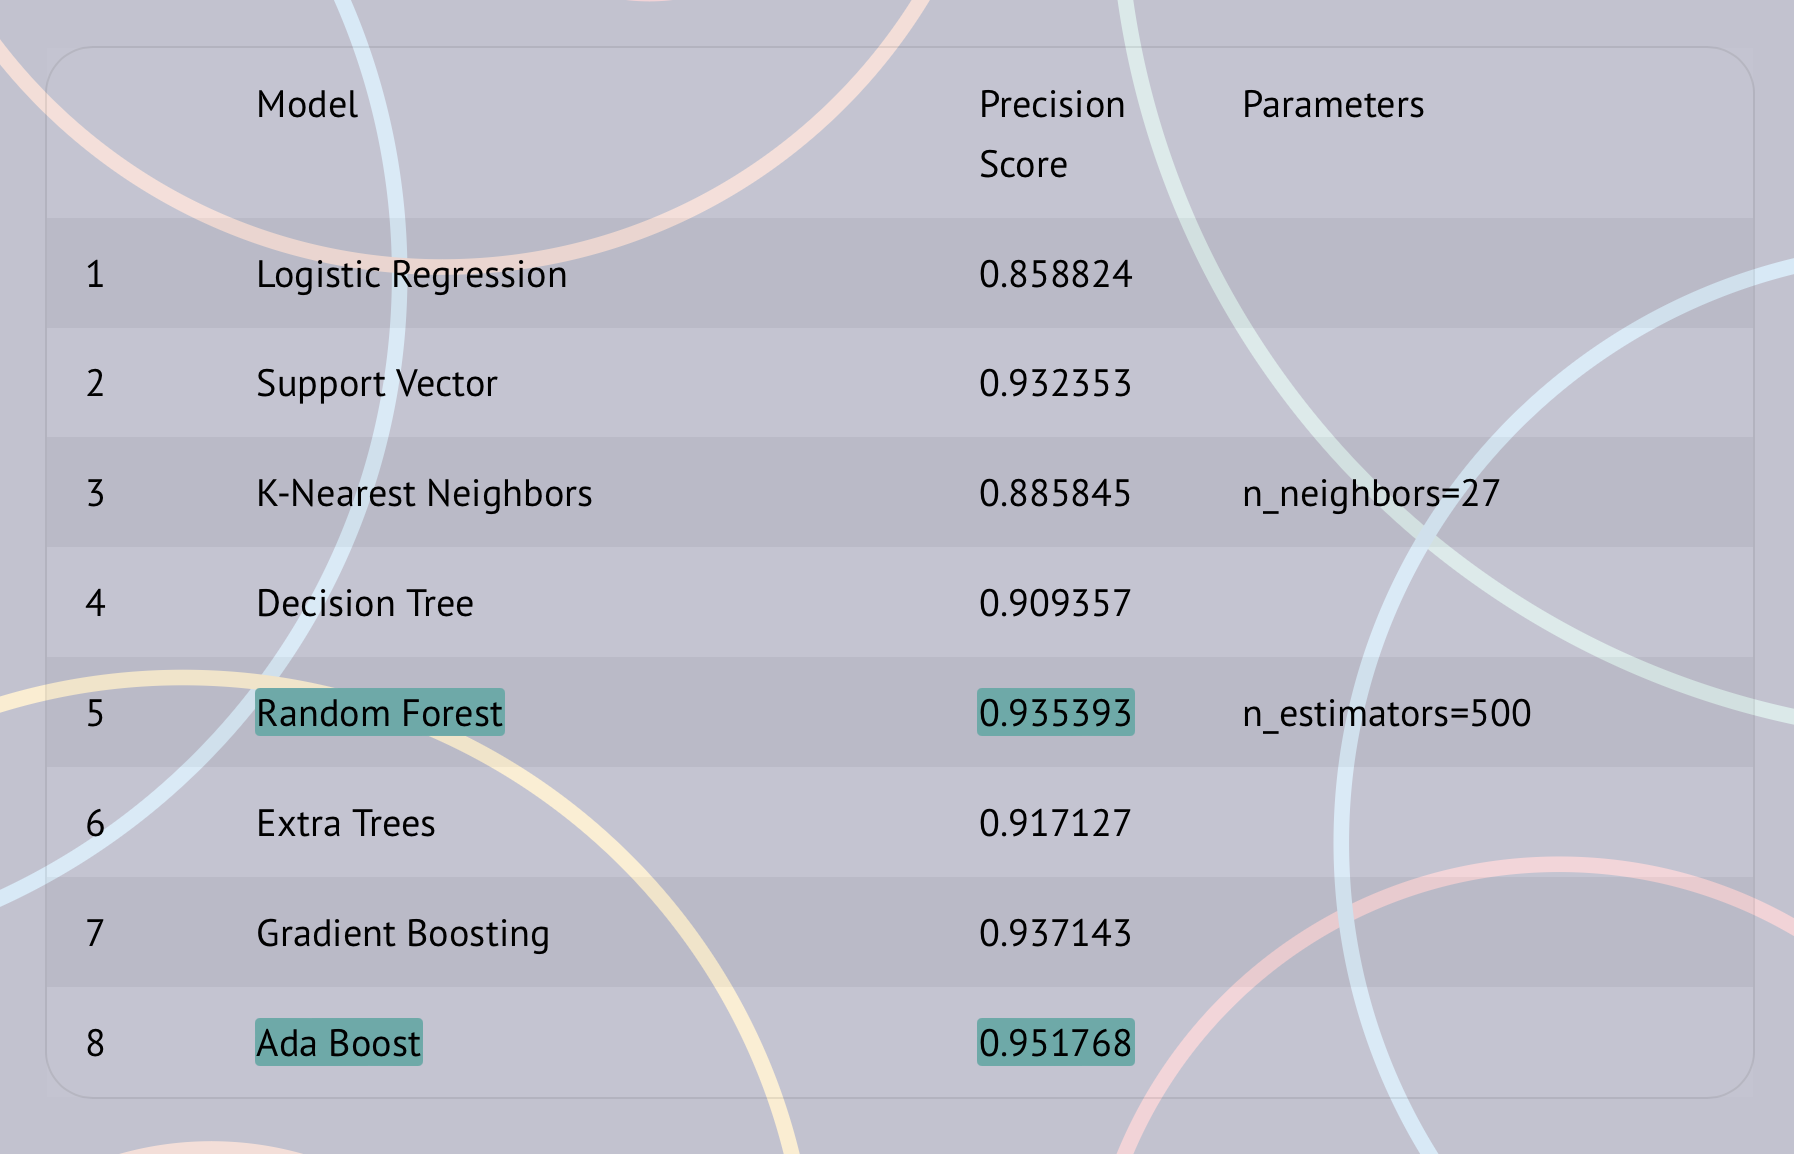 Model Precision Score Parameters
1 Logistic Regression 0.858824
2 Support Vector 0.932353
3 K-Nearest Neighbors 0.885845 n_neighbors=27
4 Decision Tree 0.909357
5 Random Forest 0.935393 n_estimators=500
6 Extra Trees 0.917127
7 Gradient Boosting 0.937143
8 Ada Boost 0.951768